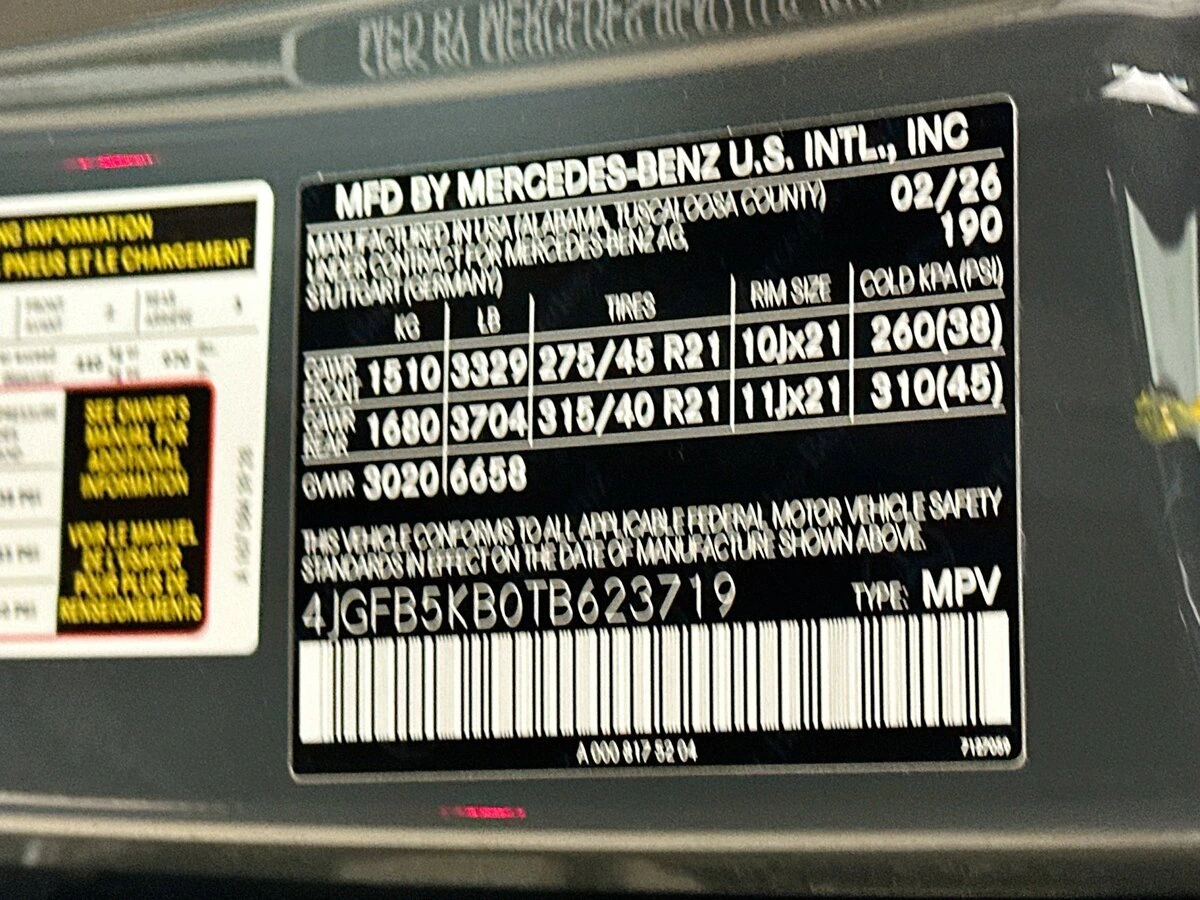 MFD BY MERCEDES-BENZ U.S. INTL., INC
MANUFACTURED IN USA (ALABAMA, TUSCALOOSA COUNTY) 02/26
UNDER CONTRACT FOR MERCEDES-BENZ AG, 190
STUTTGART (GERMANY)
KG LB TIRES RIM SIZE COLD KPA (PSI)
GAWR FRONT 1510 3329 275/45 R21 10Jx21 260(38)
GAWR REAR 1680 3704 315/40 R21 11Jx21 310(45)
GVWR 3020 6658
THIS VEHICLE CONFORMS TO ALL APPLICABLE FEDERAL MOTOR VEHICLE SAFETY
STANDARDS IN EFFECT ON THE DATE OF MANUFACTURE SHOWN ABOVE.
4JGFB5KB0TB623719 TYPE: MPV
A 000 817 52 04
INFORMATION
PNEUS ET LE CHARGEMENT
SEE OWNER'S
MANUAL FOR
ADDITIONAL
INFORMATION
VOIR LE MANUEL
DE L'USAGER
POUR PLUS DE
RENSEIGNEMENTS